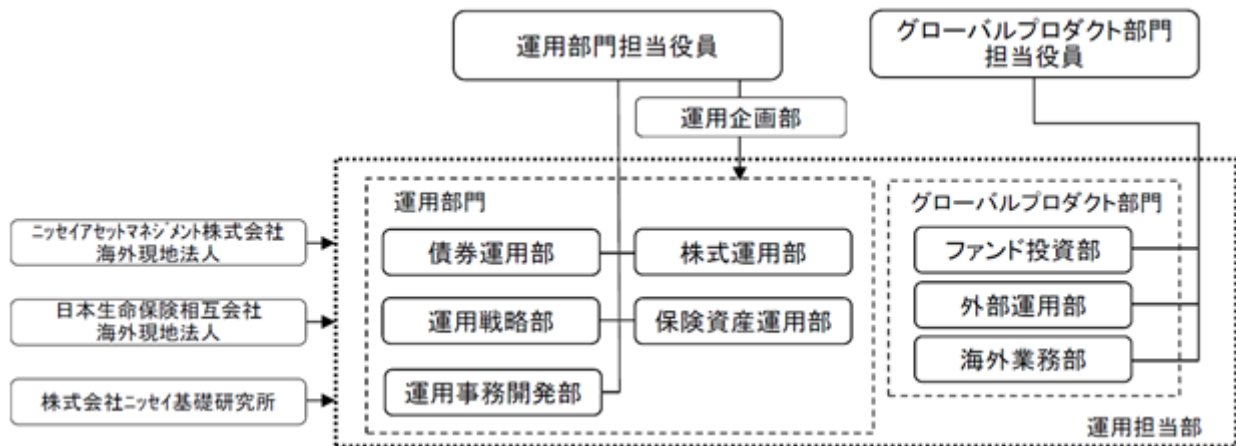 運用部門担当役員
グローバルプロダクト部門
担当役員
運用企画部
運用部門
グローバルプロダクト部門
ニッセイアセットマネジメント株式会社
海外現地法人
債券運用部
株式運用部
ファンド投資部
日本生命保険相互会社
海外現地法人
運用戦略部
保険資産運用部
外部運用部
海外業務部
株式会社ニッセイ基礎研究所
運用事務開発部
運用担当部